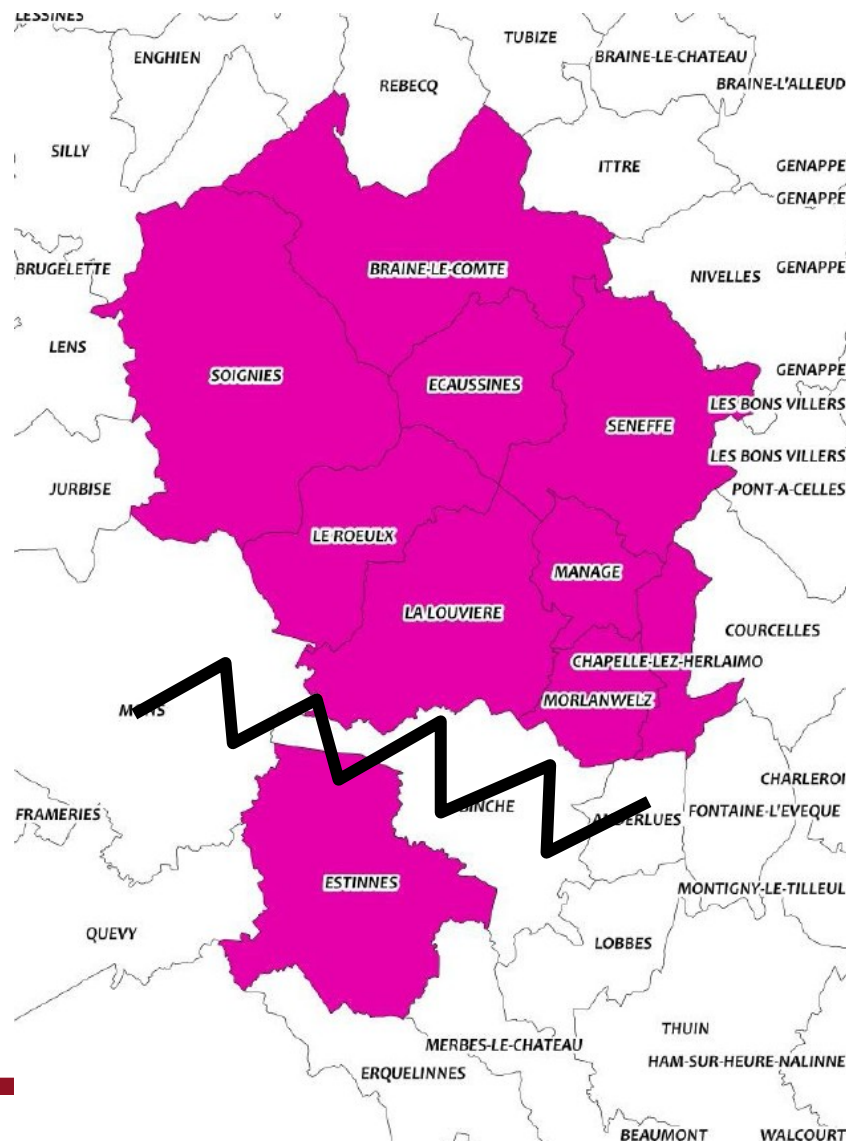 LESSINES
TUBIZE
ENGHIEN
BRAINE-LE-CHATEAU
REBECQ
BRAINE-L'ALLEUD
SILLY
ITTRE
GENAPPE
GENAPPE
BRUGELETTE
BRAINE-LE-COMTE
NIVELLES
GENAPPE
LENS
SOIGNIES
ECAUSSINES
GENAPPE
LES BONS VILLERS
SENEFFE
LES BONS VILLERS
JURBISE
PONT-A-CELLES
LE ROEULX
MANAGE
LA LOUVIERE
COURCELLES
CHAPELLE-LEZ-HERLAIMO
MORLANWELZ
CHARLEROI
FRAMERIES
FONTAINE-L'EVEQUE
ESTINNES
MONTIGNY-LE-TILLEUL
QUEVY
LOBBES
THUIN
MERBES-LE-CHATEAU
HAM-SUR-HEURE-NALINNE
ERQUELINNES
BEAUMONT
WALCOURT